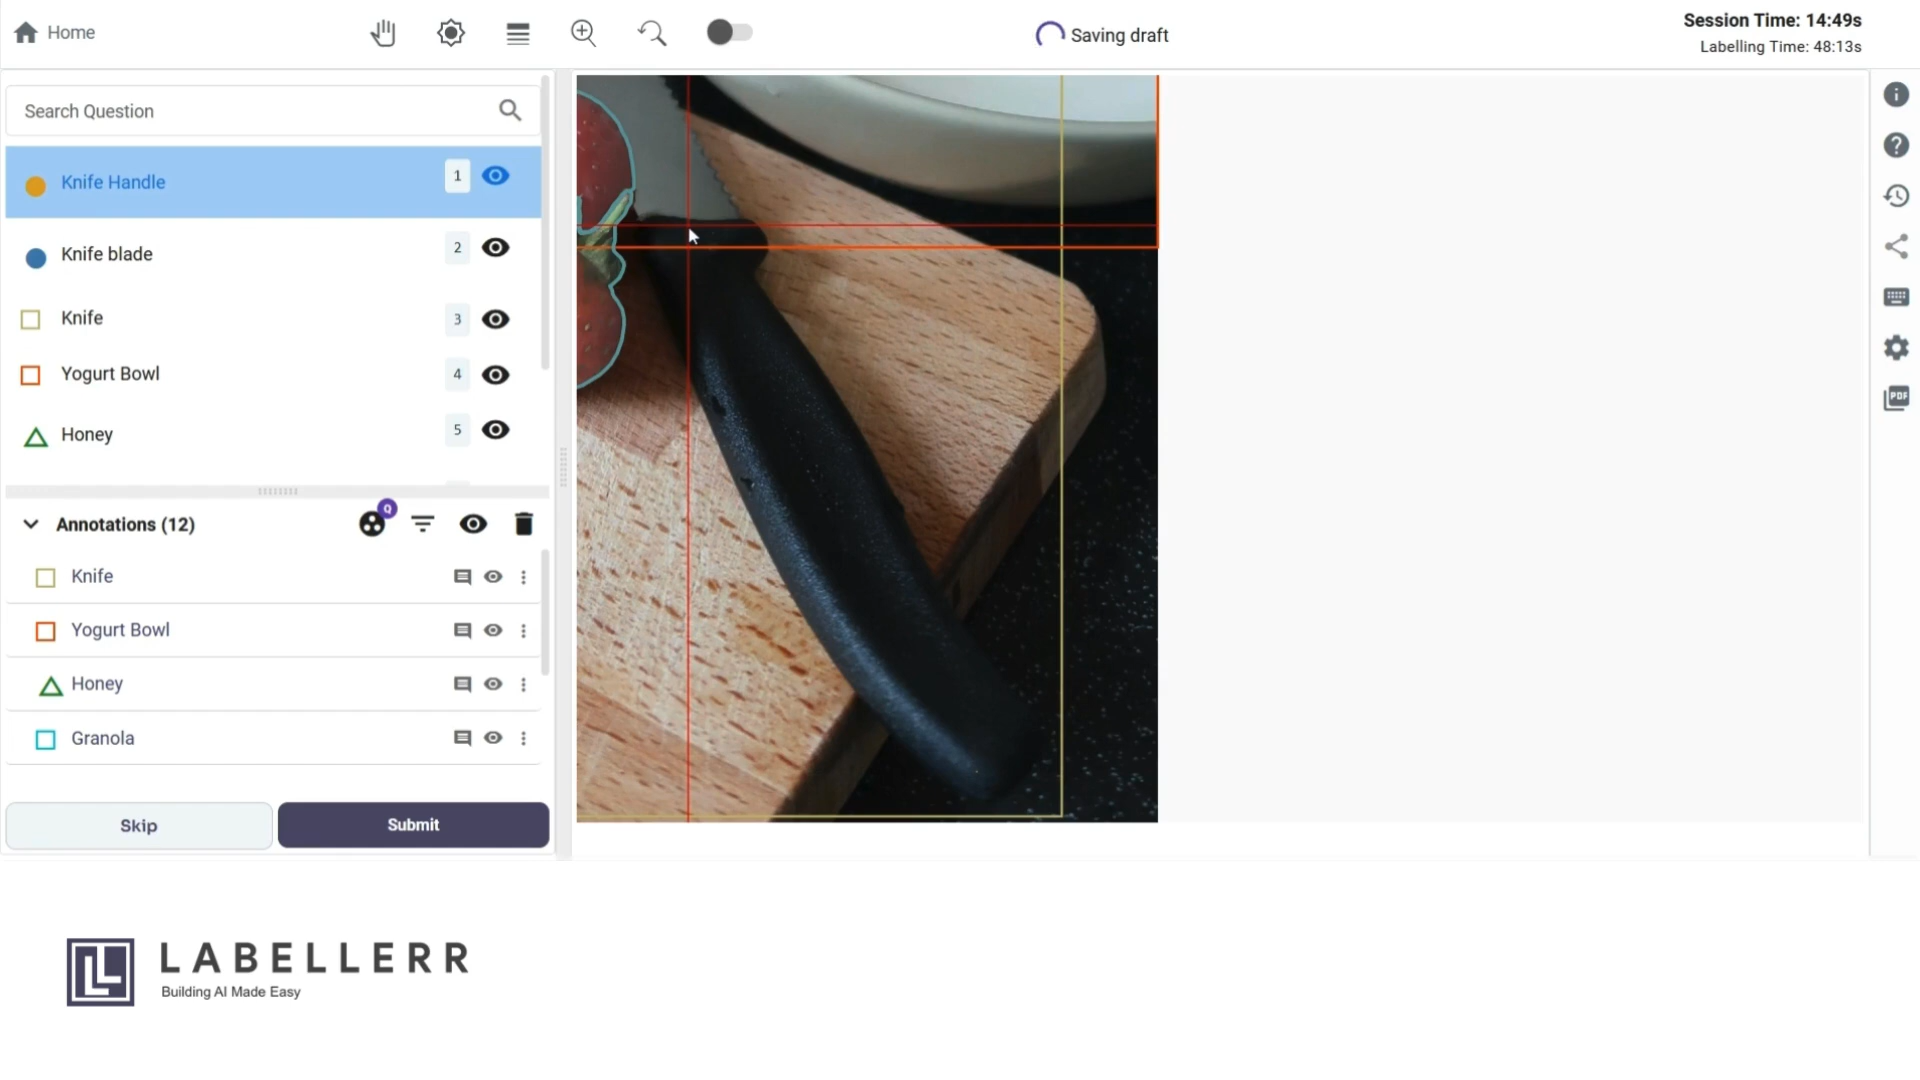 Home
Saving draft
Session Time: 14:49s
Labelling Time: 48:13s
Search Question
Knife Handle 1
Knife blade 2
Knife 3
Yogurt Bowl 4
Honey 5
Annotations (12)
Q
Knife
Yogurt Bowl
Honey
Granola
Skip Submit
PDF
LABELLERR
Building AI Made Easy